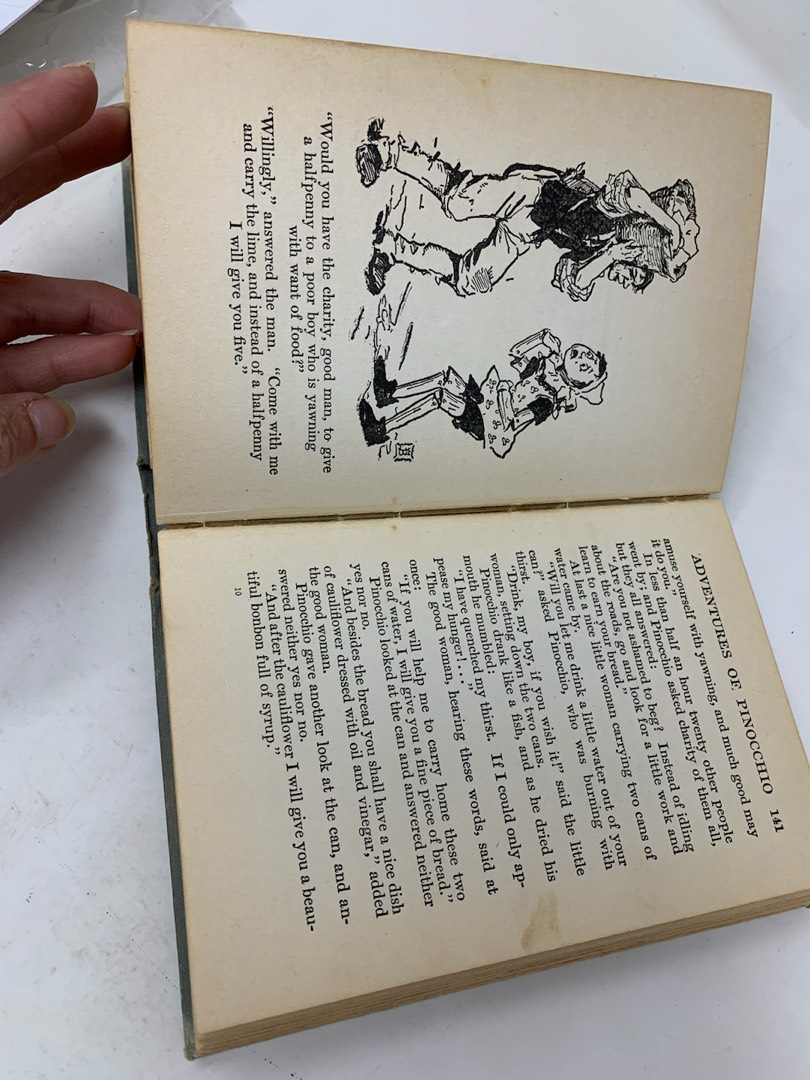 "Would you have the charity, good man, to give
a halfpenny to a poor boy who is yawning
with want of food?"
"Willingly," answered the man. "Come with me
and carry the lime, and instead of a halfpenny
I will give you five."
ADVENTURES OF PINOCCHIO 141
amuse yourself with yawning, and much good may
it do you."
In less than half an hour twenty other people
went by; and Pinocchio asked charity of them all,
but they all answered:
"Are you not ashamed to beg? Instead of idling
about the roads, go and look for a little work and
learn to earn your bread."
At last a nice little woman carrying two cans of
water came by.
"Will you let me drink a little water out of your
can?" asked Pinocchio, who was burning with
thirst.
"Drink, my boy, if you wish it!" said the little
woman, setting down the two cans.
Pinocchio drank like a fish, and as he dried his
mouth he mumbled:
"I have quenched my thirst. If I could only ap-
pease my hunger!..."
The good woman, hearing these words, said at
once:
"If you will help me to carry home these two
cans of water, I will give you a fine piece of bread."
Pinocchio looked at the can and answered neither
yes nor no.
"And besides the bread you shall have a nice dish
of cauliflower dressed with oil and vinegar," added
the good woman.
Pinocchio gave another look at the can, and an-
swered neither yes nor no.
"And after the cauliflower I will give you a beau-
tiful bonbon full of syrup."
10